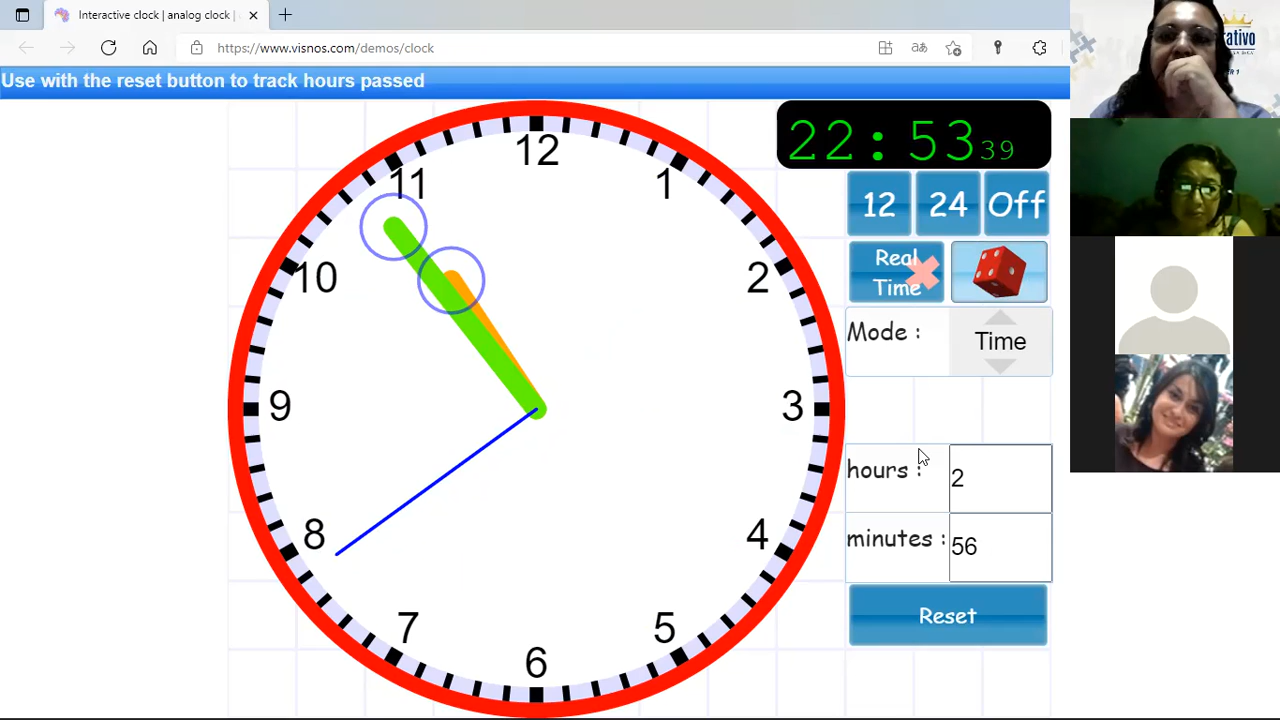 Interactive clock | analog clock |
https://www.visnos.com/demos/clock
Use with the reset button to track hours passed
22:53 39
12 24 Off
Real Time
Mode : Time
hours : 2
minutes : 56
Reset
12
11 1
10 2
9 3
8 4
7 5
6
rativo